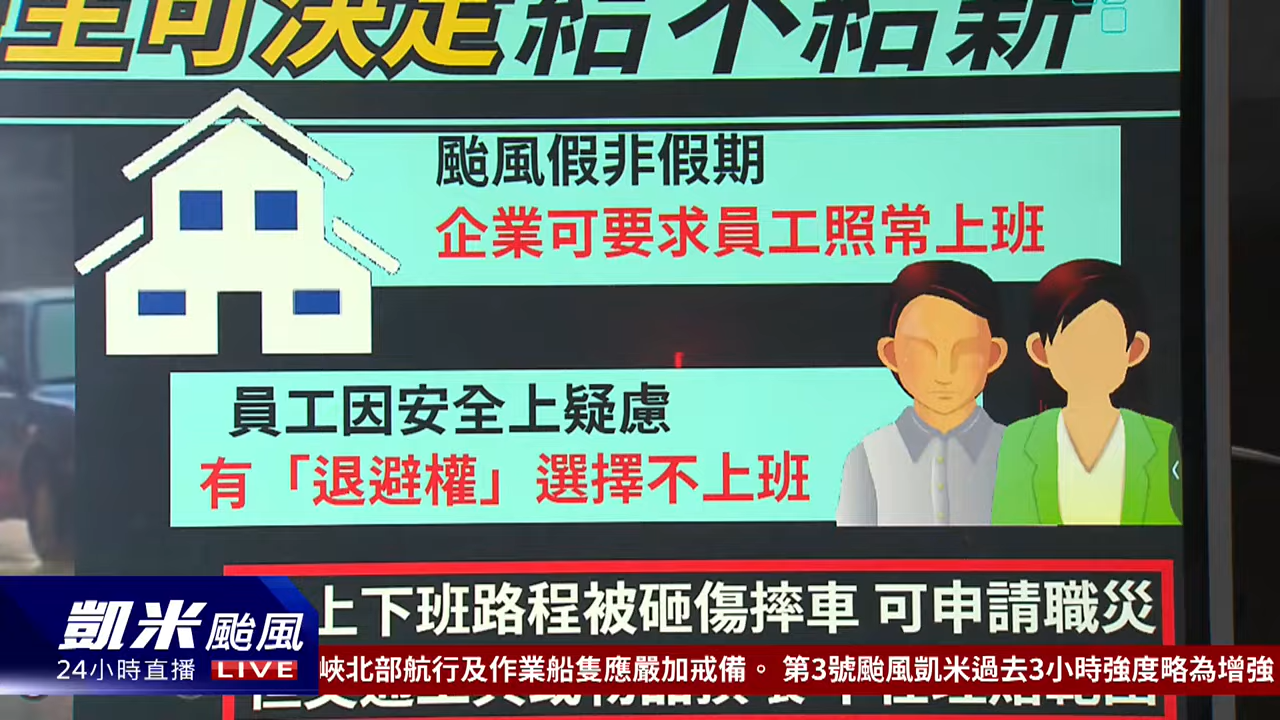 可決定給不給薪
颱風假非假期
企業可要求員工照常上班
員工因安全上疑慮
有「退避權」選擇不上班
上下班路程被砸傷摔車 可申請職災
凱米颱風
24小時直播 LIVE
峽北部航行及作業船隻應嚴加戒備。 第3號颱風凱米過去3小時強度略為增強